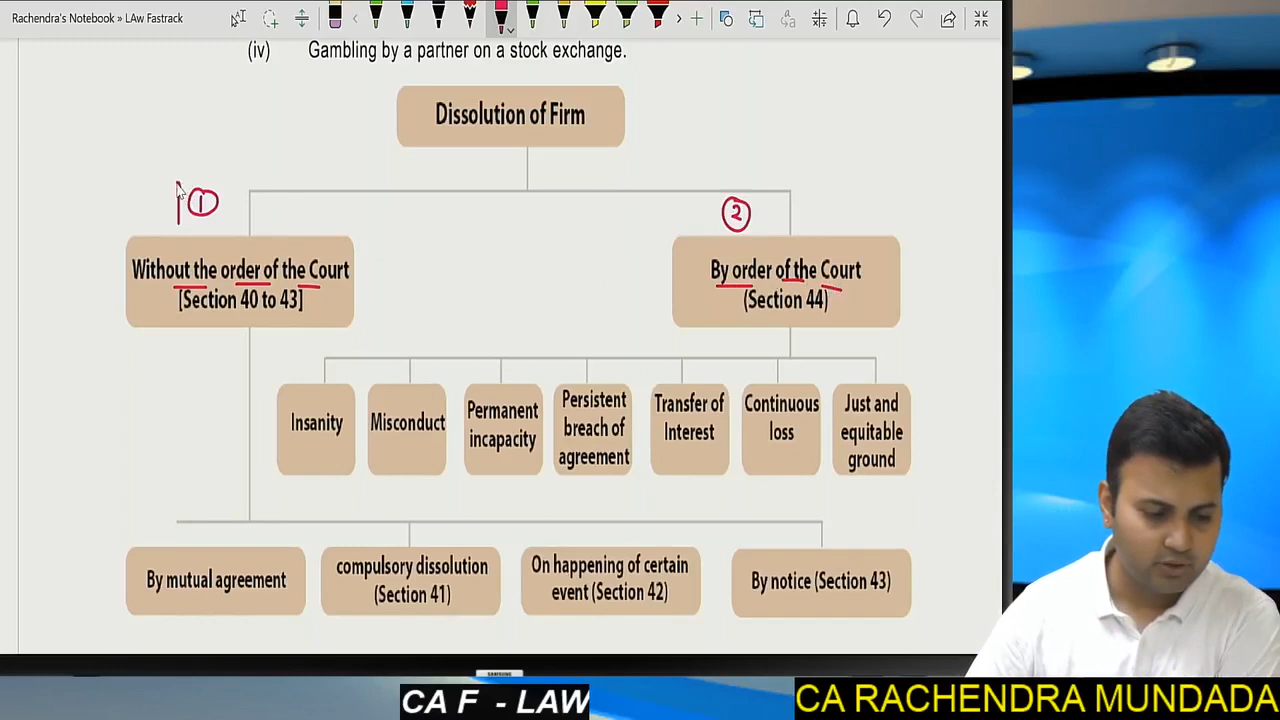 Rachendra's Notebook » LAw Fastrack
(iv) Gambling by a partner on a stock exchange.
Dissolution of Firm
1
2
Without the order of the Court
[Section 40 to 43]
By order of the Court
(Section 44)
Insanity
Misconduct
Permanent
incapacity
Persistent
breach of
agreement
Transfer of
Interest
Continuous
loss
Just and
equitable
ground
By mutual agreement
compulsory dissolution
(Section 41)
On happening of certain
event (Section 42)
By notice (Section 43)
SAMSUNG
CA F - LAW
CA RACHENDRA MUNDADA